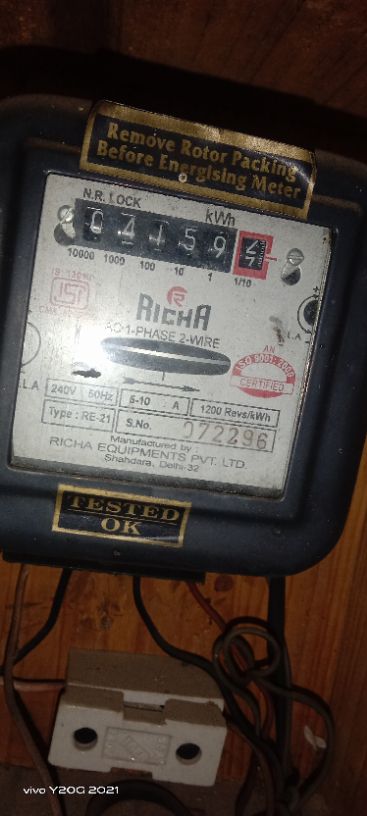 Remove Rotor Packing
Before Energising Meter
N.R. LOCK
kWh
04159
10000 1000 100 10 1 1/10
ISI
R
RICHA
AC-1-PHASE 2-WIRE
L.A
AN
ISO 9001:2000
CERTIFIED
240V 50Hz 5-10 A 1200 Revs/kWh
Type : RE-21 S.No. 072296
Manufactured by
RICHA EQUIPMENTS PVT. LTD.
Shahdara, Delhi-32
TESTED
OK
vivo Y20G 2021